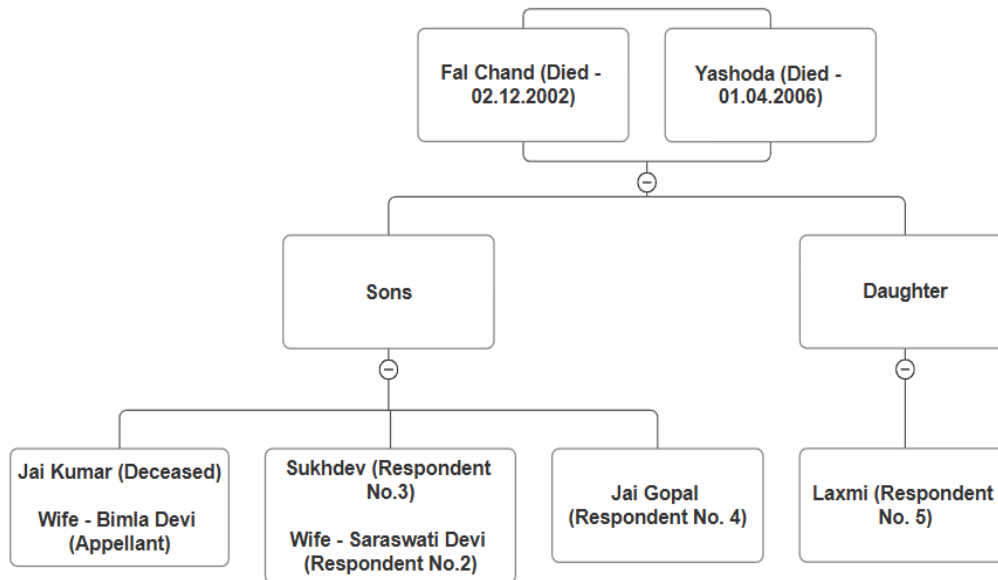 Fal Chand (Died -
02.12.2002)
Yashoda (Died -
01.04.2006)
Sons
Daughter
Jai Kumar (Deceased)
Wife - Bimla Devi
(Appellant)
Sukhdev (Respondent
No.3)
Wife - Saraswati Devi
(Respondent No.2)
Jai Gopal
(Respondent No. 4)
Laxmi (Respondent
No. 5)